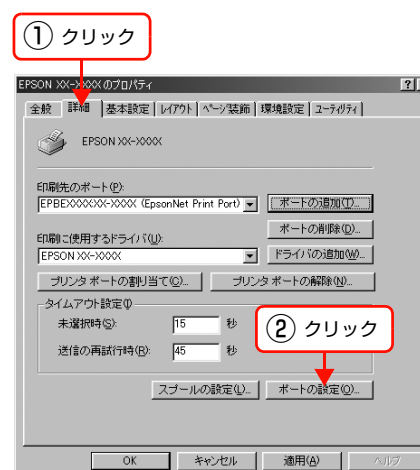 ① クリック
EPSON XX-XXXX のプロパティ
全般 詳細 基本設定 レイアウト ページ装飾 環境設定 ユーティリティ
EPSON XX-XXXX
印刷先のポート(P):
EPBEXXXXXX-XXXX (EpsonNet Print Port) ポートの追加(T)...
ポートの削除(D)...
印刷に使用するドライバ(U):
EPSON XX-XXXX ドライバの追加(W)...
プリンタ ポートの割り当て(C)... プリンタ ポートの解除(N)...
タイムアウト設定
未選択時(S): 15 秒
② クリック
送信の再試行時(R): 45 秒
スプールの設定(L)... ポートの設定(O)...
OK キャンセル 適用(A) ヘルプ